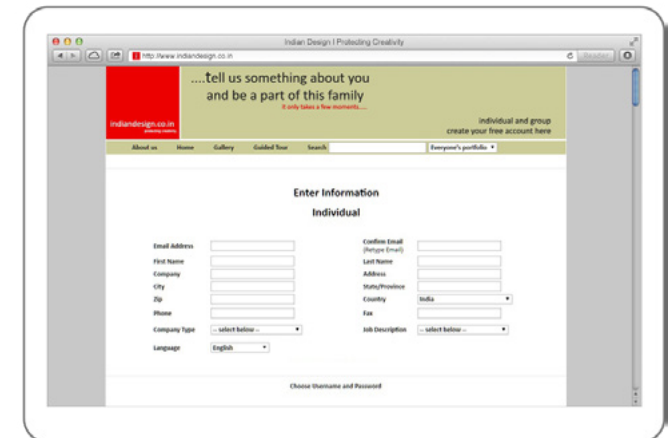 Indian Design | Protecting Creativity
http://www.indiandesign.co.in
Reader
....tell us something about you
and be a part of this family
it only takes a few moments.....
indiandesign.co.in
protecting creativity
individual and group
create your free account here
About us Home Gallery Guided Tour Search Everyone's portfolio
Enter Information
Individual
Email Address Confirm Email
(Retype Email)
First Name Last Name
Company Address
City State/Province
Zip Country India
Phone Fax
Company Type -- select below -- Job Description -- select below --
Language English
Choose Username and Password